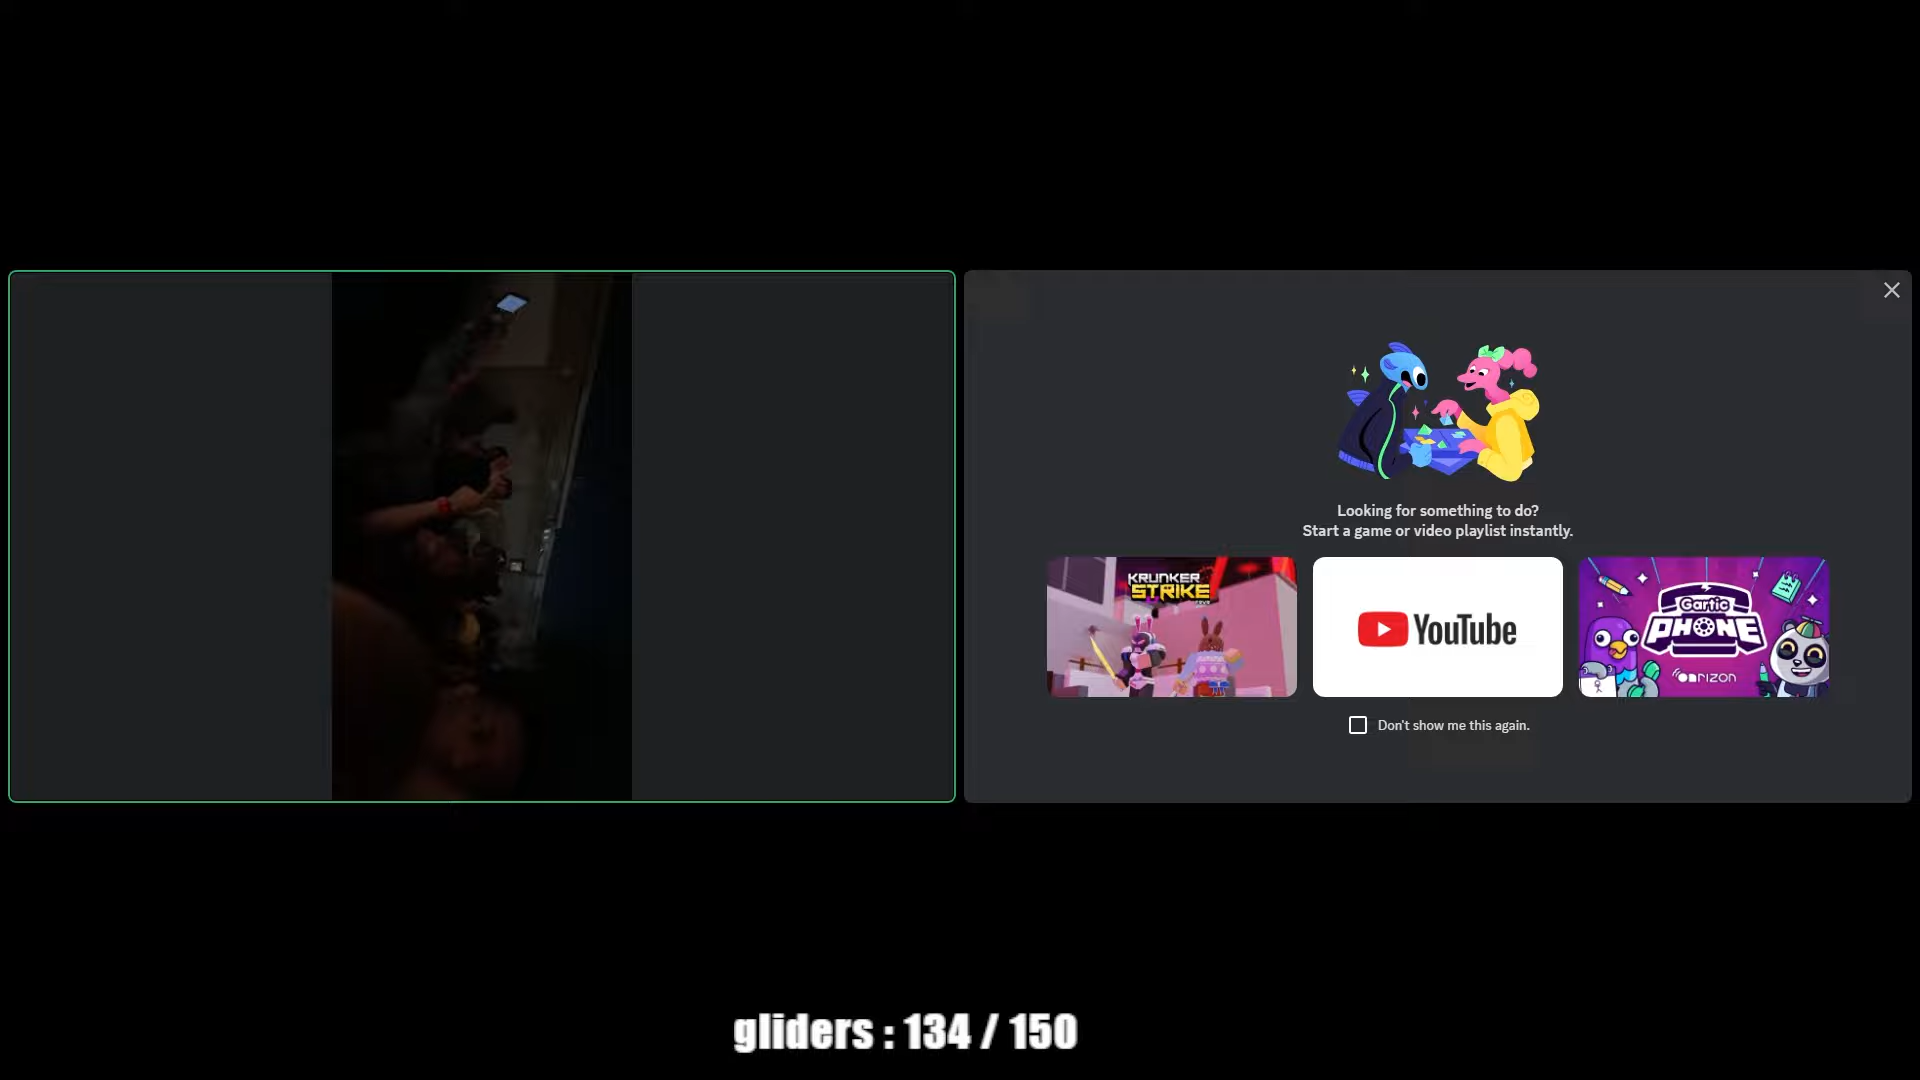 Looking for something to do?
Start a game or video playlist instantly.
KRUNKER
STRIKE
YouTube
Gartic
PHONE
ONRIZON
Don't show me this again.
gliders : 134 / 150